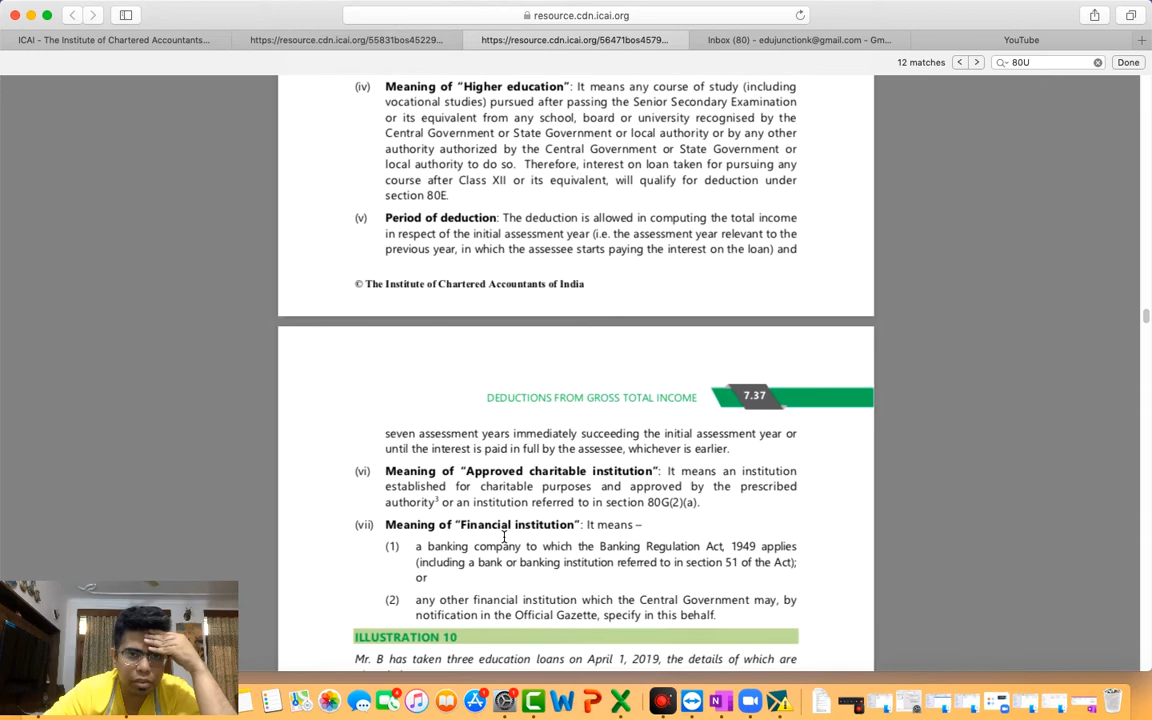 resource.cdn.icai.org
ICAI - The Institute of Chartered Accountants...
https://resource.cdn.icai.org/55831bos45229...
https://resource.cdn.icai.org/56471bos4579...
Inbox (80) - edujunctionk@gmail.com - Gm...
YouTube
12 matches
80U
Done
(iv) Meaning of “Higher education”: It means any course of study (including
vocational studies) pursued after passing the Senior Secondary Examination
or its equivalent from any school, board or university recognised by the
Central Government or State Government or local authority or by any other
authority authorized by the Central Government or State Government or
local authority to do so. Therefore, interest on loan taken for pursuing any
course after Class XII or its equivalent, will qualify for deduction under
section 80E.
(v) Period of deduction: The deduction is allowed in computing the total income
in respect of the initial assessment year (i.e. the assessment year relevant to the
previous year, in which the assessee starts paying the interest on the loan) and
© The Institute of Chartered Accountants of India
DEDUCTIONS FROM GROSS TOTAL INCOME 7.37
seven assessment years immediately succeeding the initial assessment year or
until the interest is paid in full by the assessee, whichever is earlier.
(vi) Meaning of “Approved charitable institution”: It means an institution
established for charitable purposes and approved by the prescribed
authority³ or an institution referred to in section 80G(2)(a).
(vii) Meaning of “Financial institution”: It means –
(1) a banking company to which the Banking Regulation Act, 1949 applies
(including a bank or banking institution referred to in section 51 of the Act);
or
(2) any other financial institution which the Central Government may, by
notification in the Official Gazette, specify in this behalf.
ILLUSTRATION 10
Mr. B has taken three education loans on April 1, 2019, the details of which are